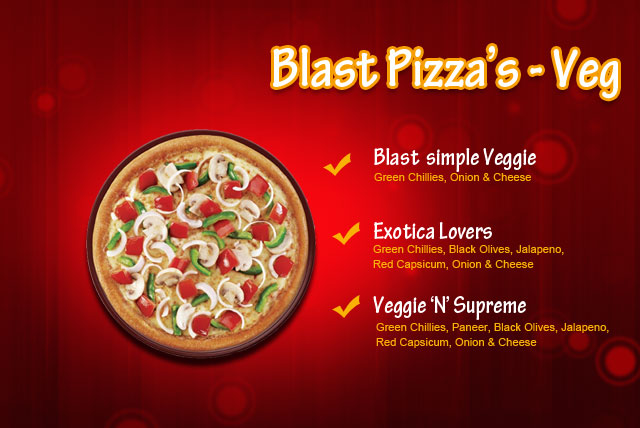 Blast Pizza's - Veg
Blast simple Veggie
Green Chillies, Onion & Cheese
Exotica Lovers
Green Chillies, Black Olives, Jalapeno,
Red Capsicum, Onion & Cheese
Veggie 'N' Supreme
Green Chillies, Paneer, Black Olives, Jalapeno,
Red Capsicum, Onion & Cheese